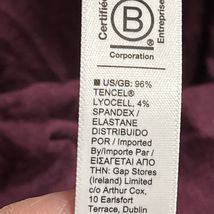 Certified
B
Entreprise
Corporation
■ US/GB: 96%
TENCEL®
LYOCELL, 4%
SPANDEX /
ELASTANE
DISTRIBUIDO
POR / Imported
by/Importée Par /
ΕΙΣΑΓΕΤΑΙ ΑΠΟ
THN: Gap Stores
(Ireland) Limited
c/o Arthur Cox,
10 Earlsfort
Terrace, Dublin